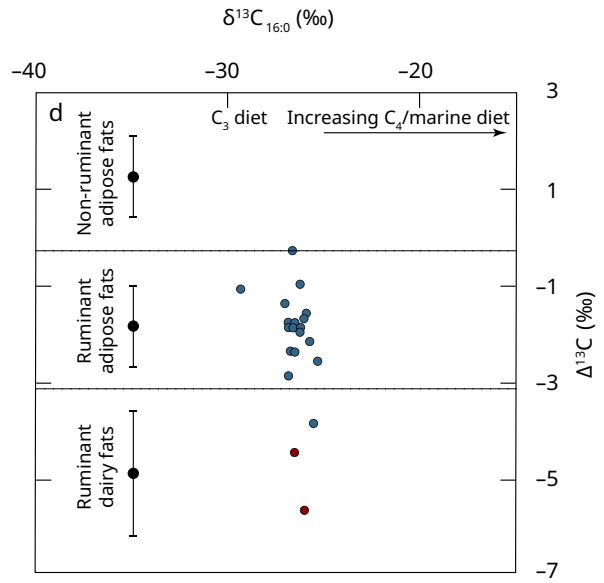 δ¹³C₁₆:₀ (‰)
−40 −30 −20
d
C₃ diet Increasing C₄/marine diet
Non-ruminant
adipose fats
Ruminant
adipose fats
Ruminant
dairy fats
3
1
−1
−3
−5
−7
Δ¹³C (‰)